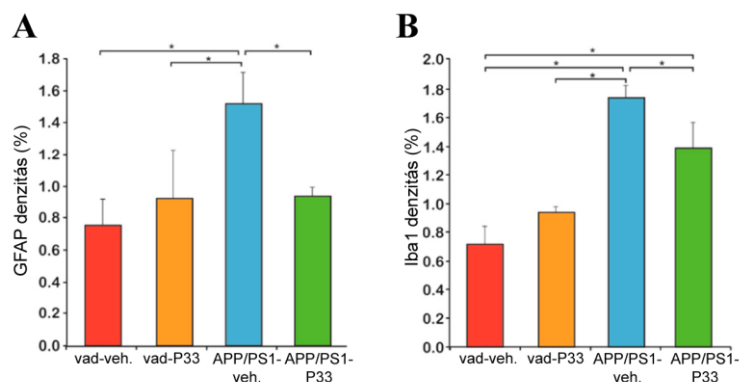 A
GFAP denzitás (%)
1.8
1.6
1.4
1.2
1.0
0.8
0.6
0.4
0.2
0.0
*
*
*
vad-veh.
vad-P33
APP/PS1-
veh.
APP/PS1-
P33
B
Iba1 denzitás (%)
2.0
1.8
1.6
1.4
1.2
1.0
0.8
0.6
0.4
0.2
0.0
*
*
*
*
*
vad-veh.
vad-P33
APP/PS1-
veh.
APP/PS1-
P33